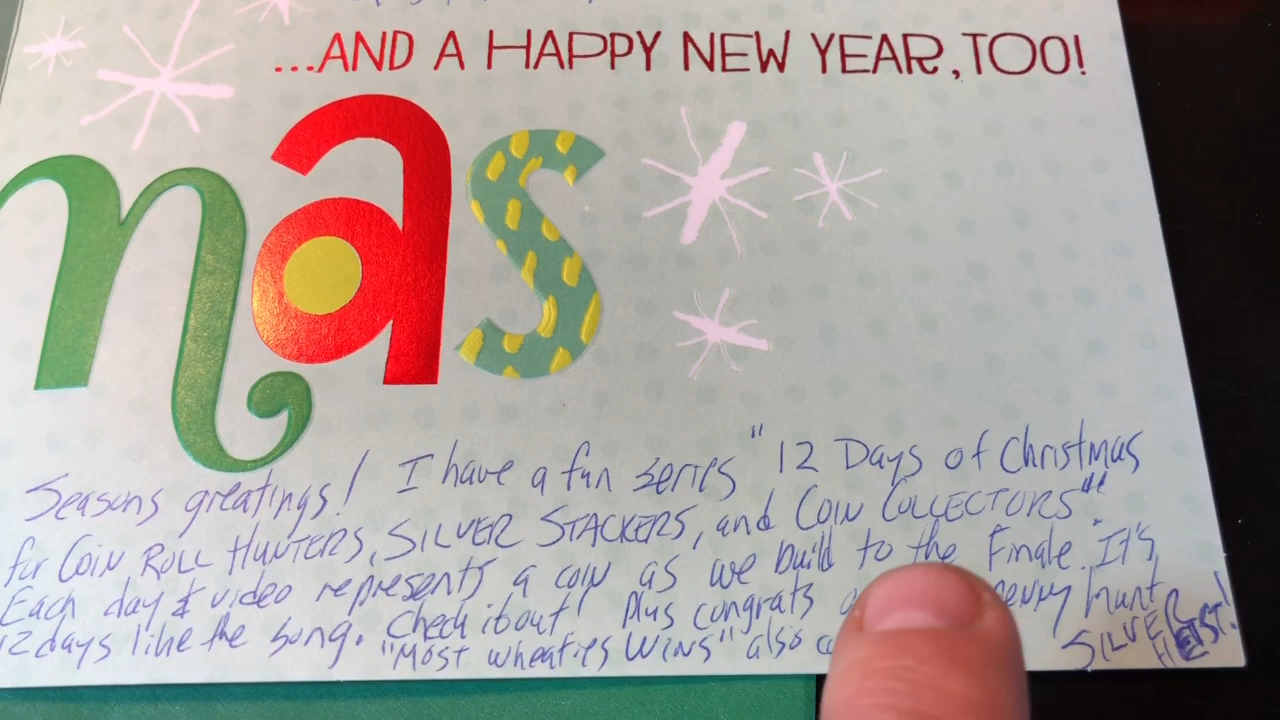 ...AND A HAPPY NEW YEAR, TOO!
mas
Seasons greatings! I have a fun series "12 Days of Christmas
for COIN ROLL HUNTERS, SILVER STACKERS, and COIN COLLECTORS".
Each day & video represents a coin as we build to the Finale. It's
12 days like the song. Check it out! Plus congrats penny hunt
"MOST wheaties WINS" also SILVER
HEIST!